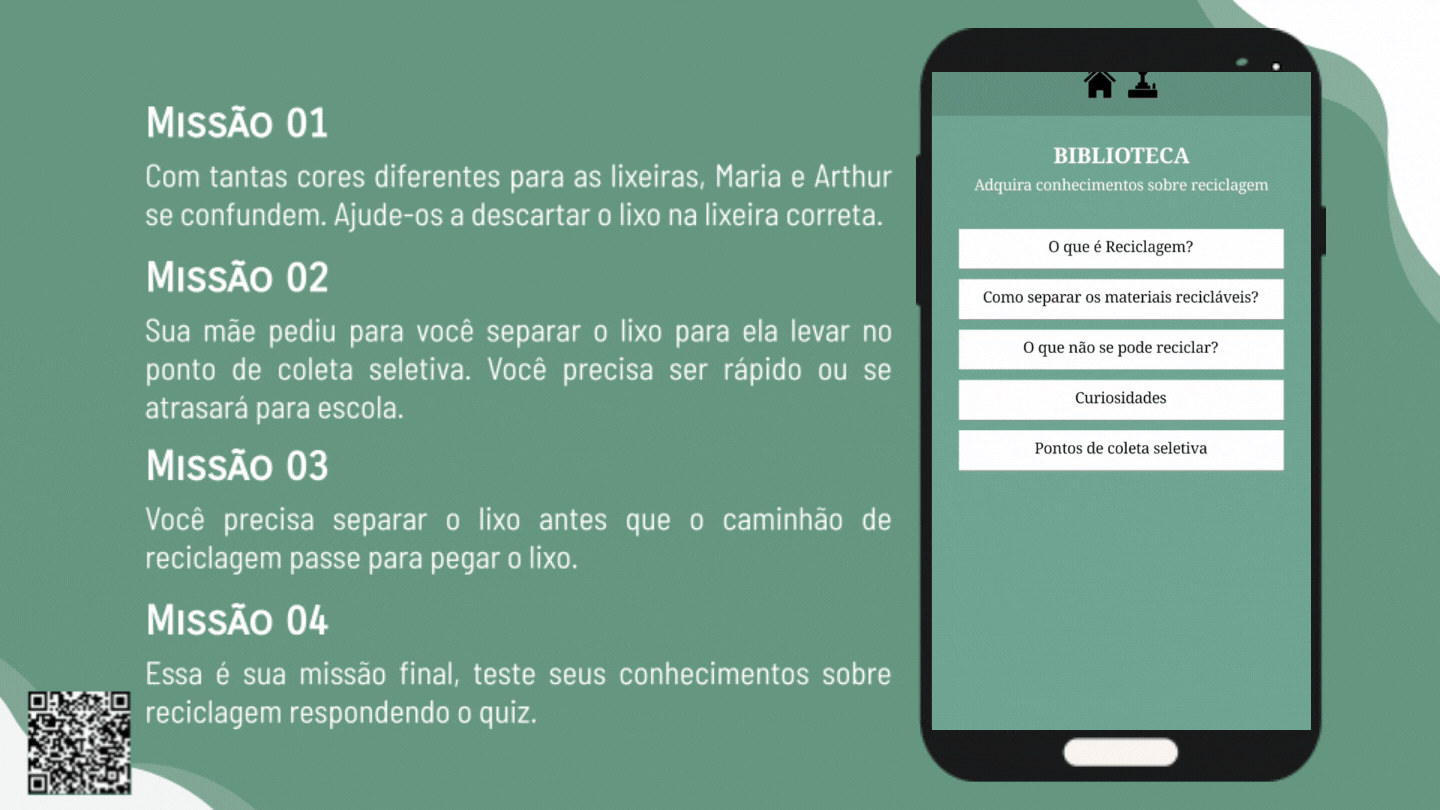 Missão 01
Com tantas cores diferentes para as lixeiras, Maria e Arthur
se confundem. Ajude-os a descartar o lixo na lixeira correta.
Missão 02
Sua mãe pediu para você separar o lixo para ela levar no
ponto de coleta seletiva. Você precisa ser rápido ou se
atrasará para escola.
Missão 03
Você precisa separar o lixo antes que o caminhão de
reciclagem passe para pegar o lixo.
Missão 04
Essa é sua missão final, teste seus conhecimentos sobre
reciclagem respondendo o quiz.
BIBLIOTECA
Adquira conhecimentos sobre reciclagem
O que é Reciclagem?
Como separar os materiais recicláveis?
O que não se pode reciclar?
Curiosidades
Pontos de coleta seletiva